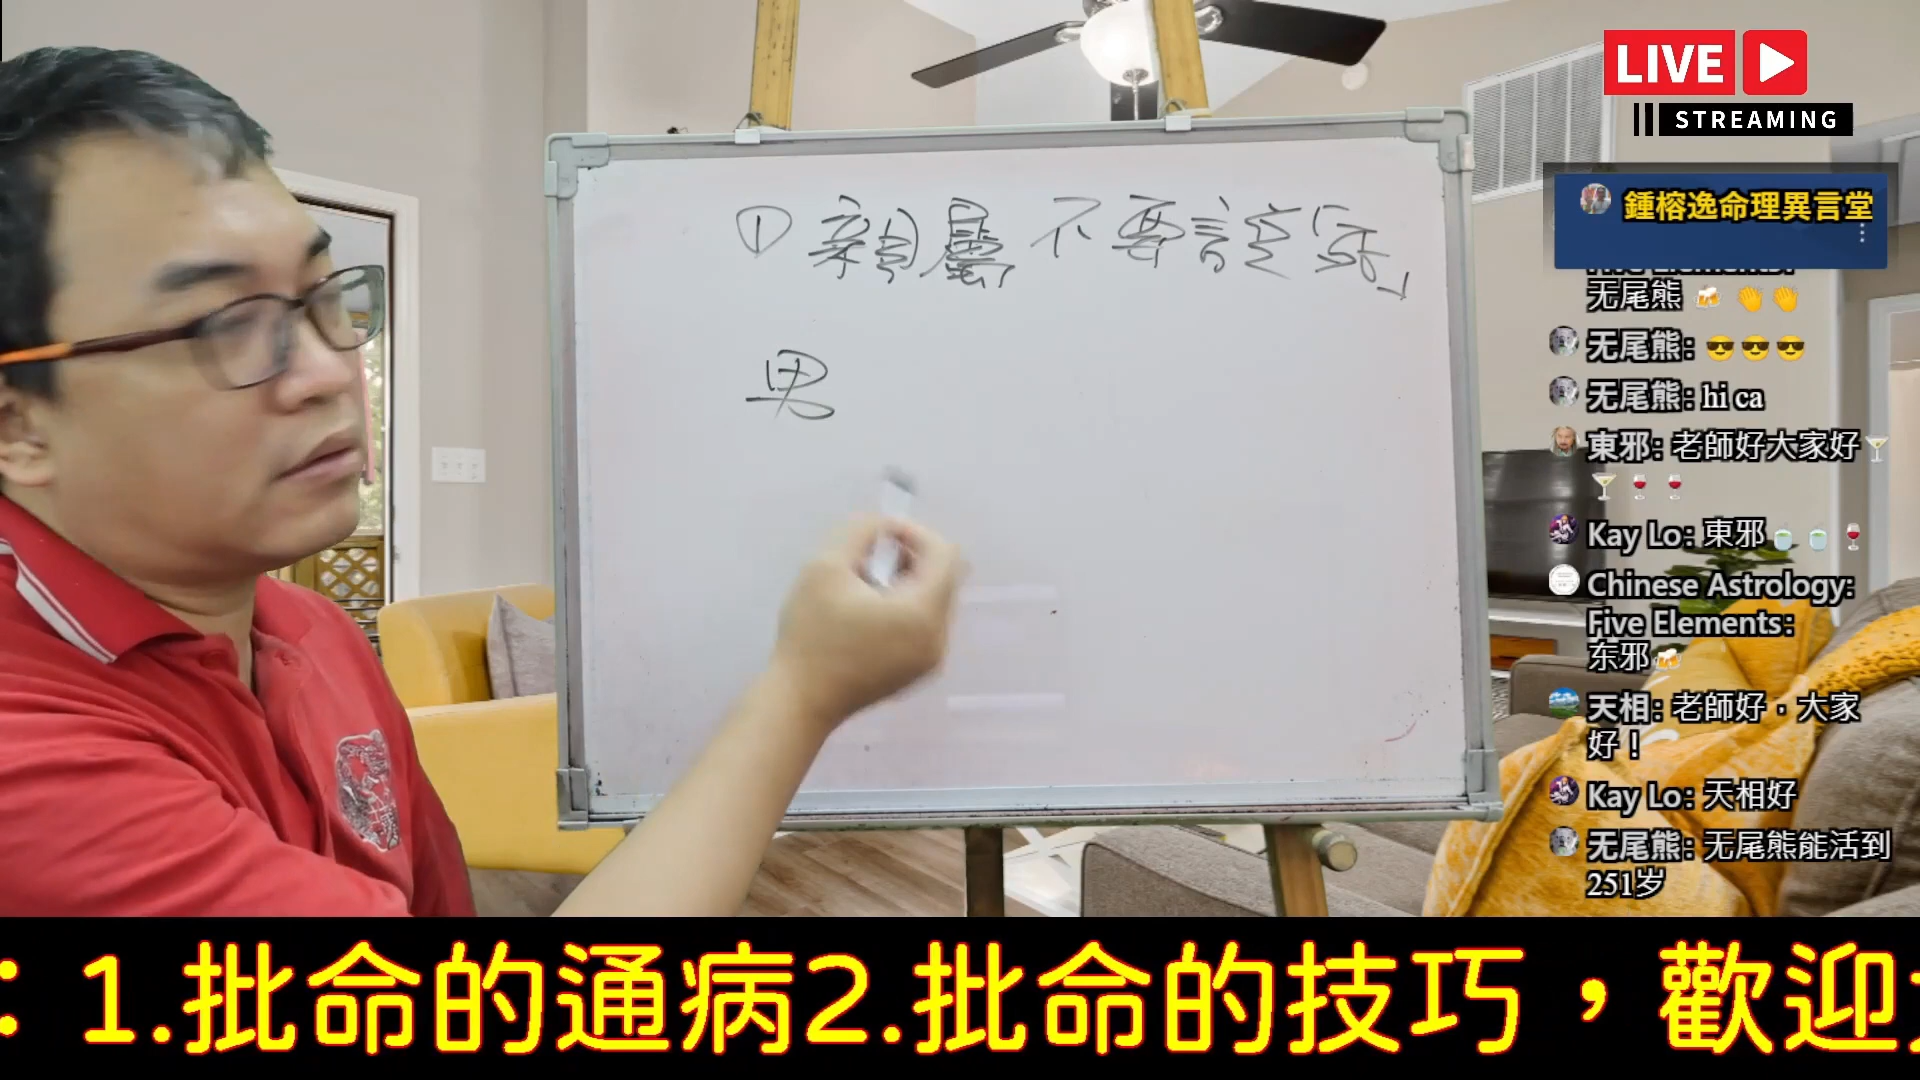 LIVE
STREAMING
鍾榕逸命理異言堂
① 親屬不要說「死」
男
无尾熊 🍻 👏👏
无尾熊: 😎😎😎
无尾熊: hi ca
東邪: 老師好大家好🍸
🍸🍷🍷
Kay Lo: 東邪🍵🍵🍷
Chinese Astrology:
Five Elements:
东邪🍻
天相: 老師好·大家
好!
Kay Lo: 天相好
无尾熊: 无尾熊能活到
251岁
:1.批命的通病2.批命的技巧,歡迎